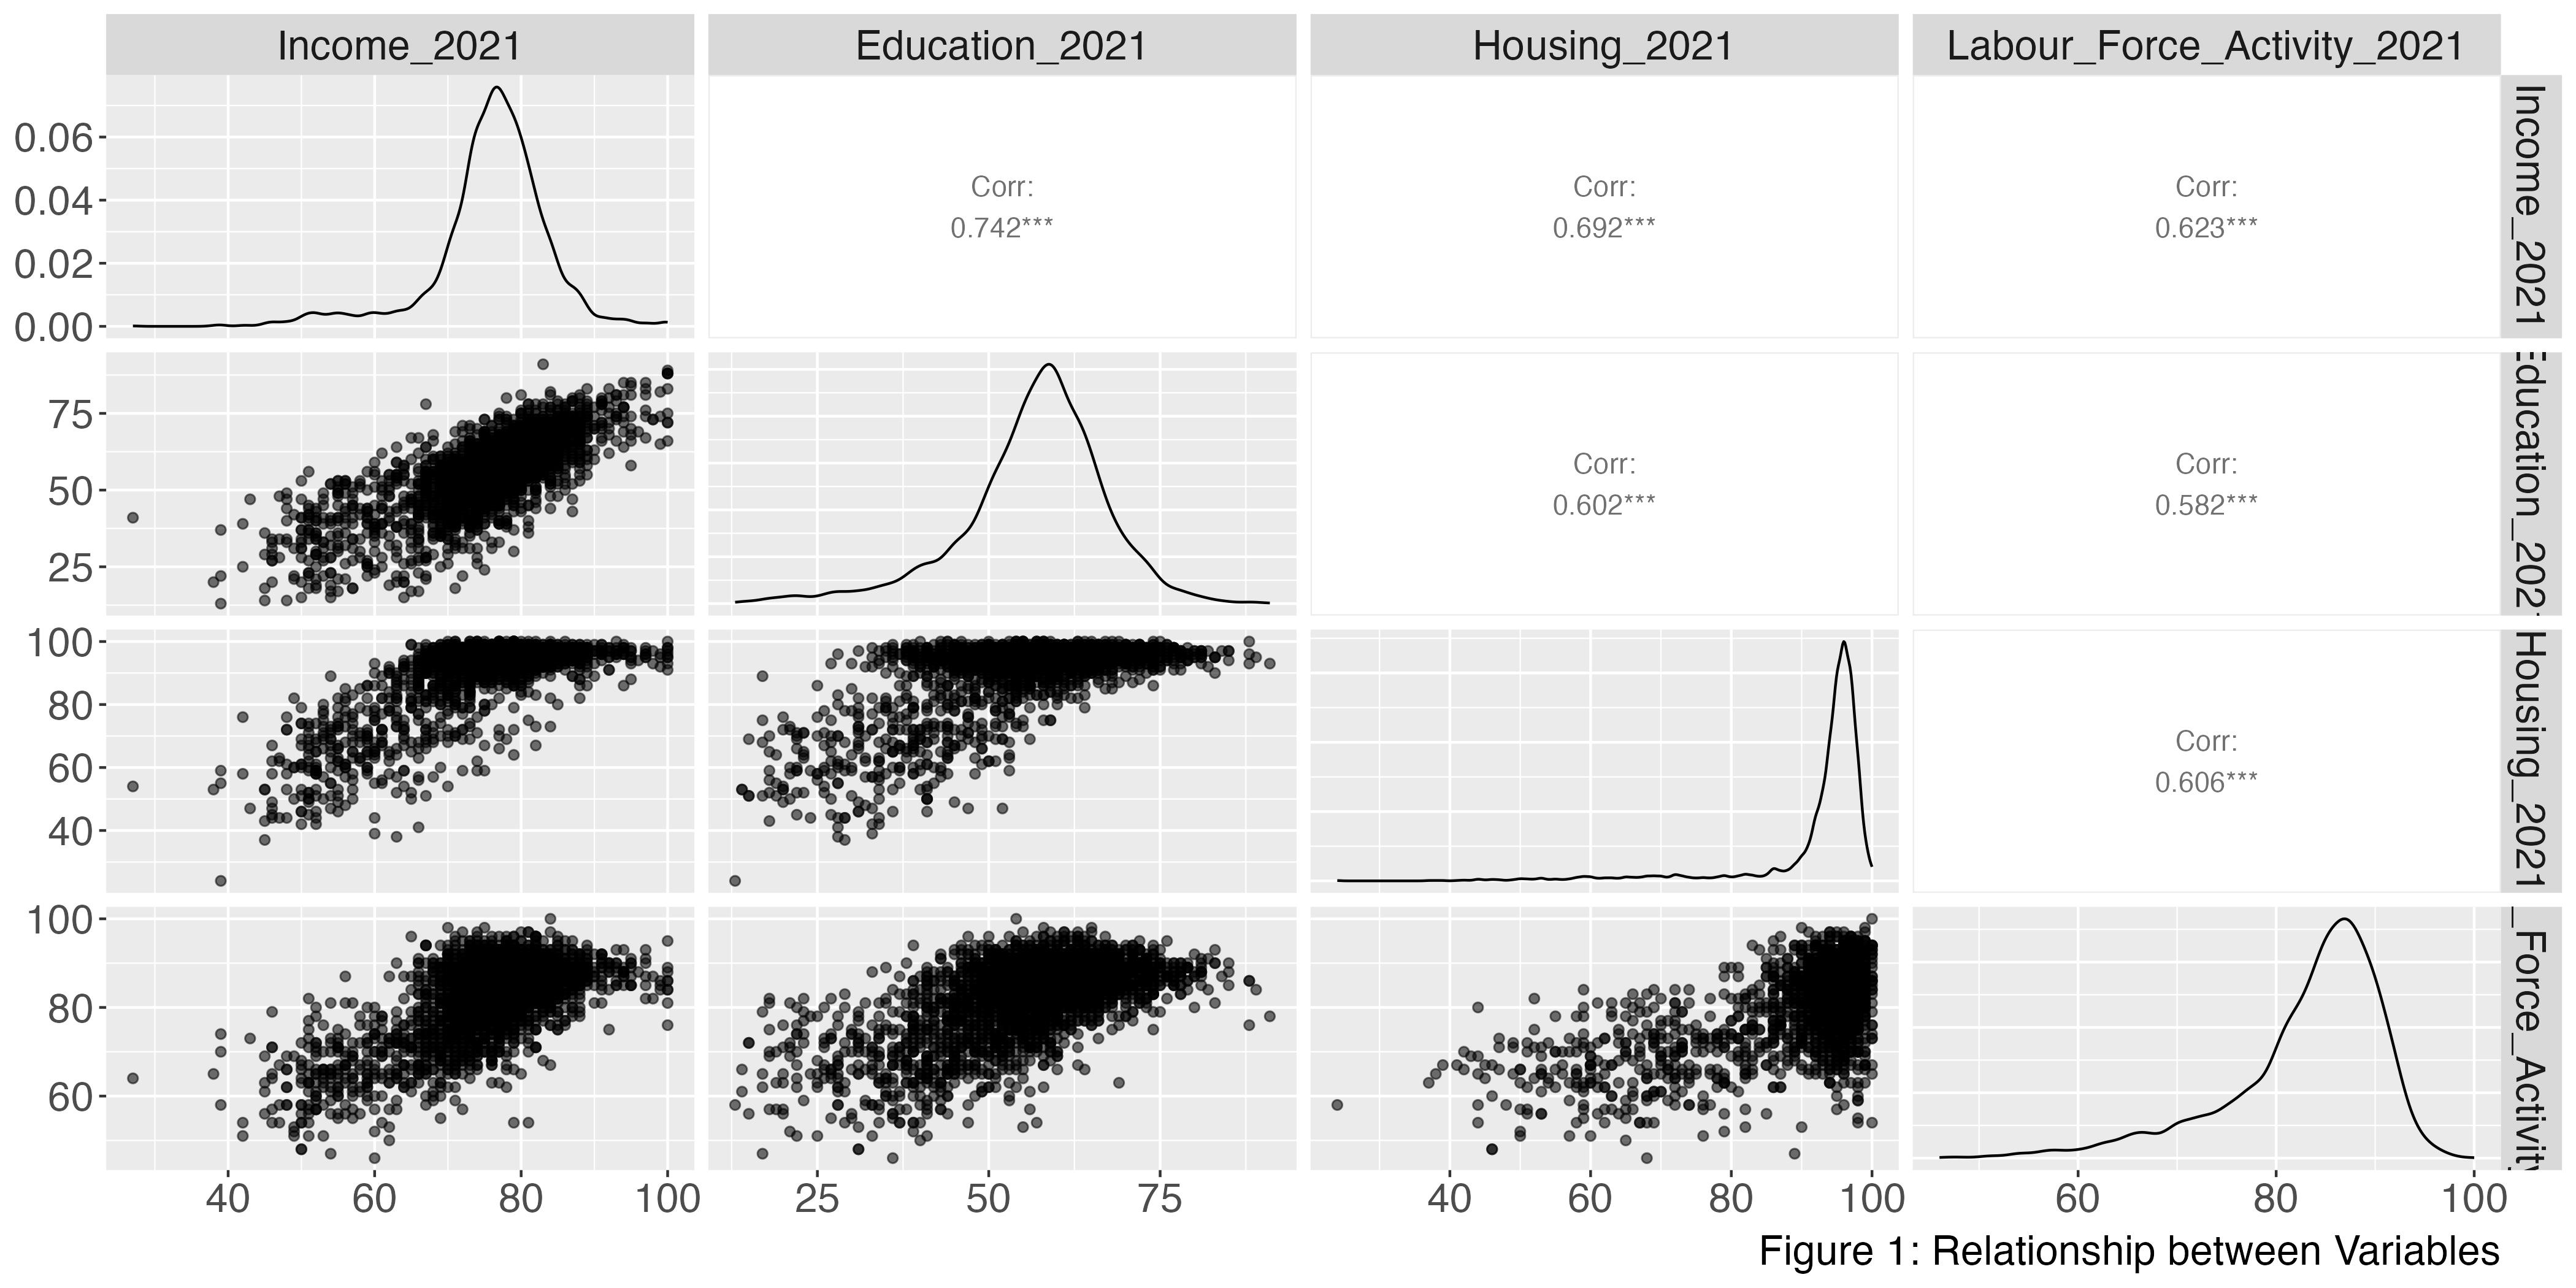 Income_2021
Education_2021
Housing_2021
Labour_Force_Activity_2021
0.06
0.04
0.02
0.00
Corr:
0.742***
Corr:
0.692***
Corr:
0.623***
Income_2021
75
50
25
Corr:
0.602***
Corr:
0.582***
Education_202
100
80
60
40
Corr:
0.606***
Housing_2021
100
80
60
_Force_Activity
40 60 80 100 25 50 75 40 60 80 100 60 80 100
Figure 1: Relationship between Variables